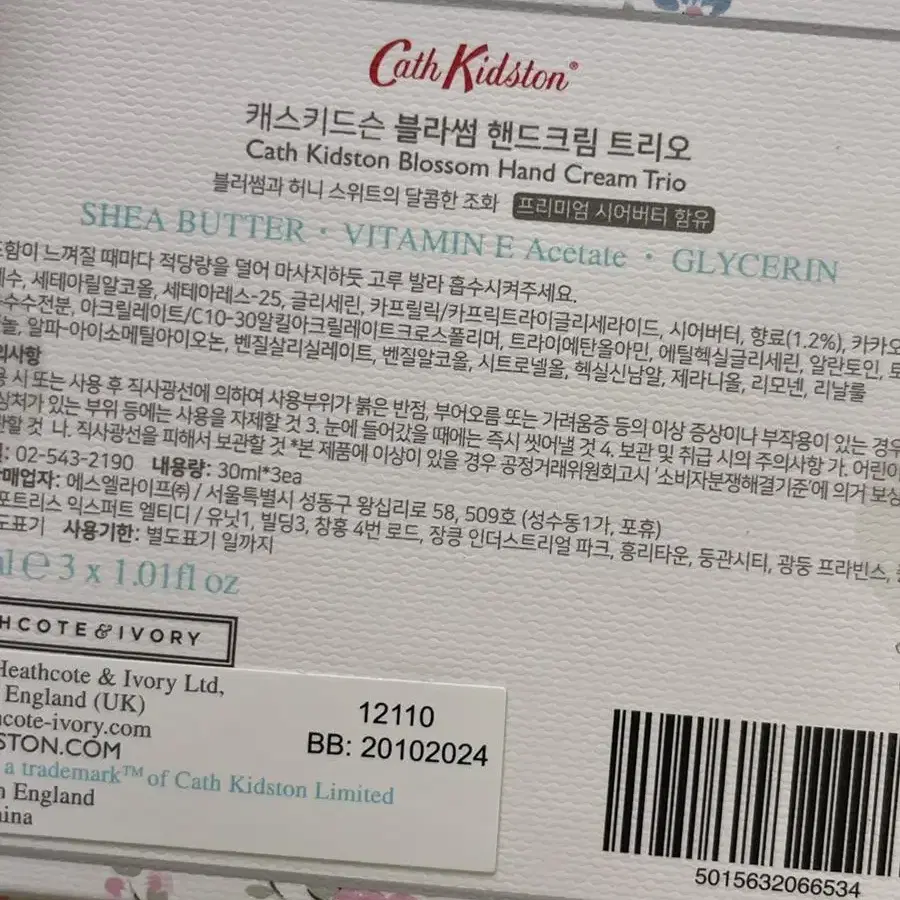 Cath Kidston®
캐스키드슨 블라썸 핸드크림 트리오
Cath Kidston Blossom Hand Cream Trio
블러썸과 허니 스위트의 달콤한 조화 프리미엄 시어버터 함유
SHEA BUTTER · VITAMIN E Acetate · GLYCERIN
함이 느껴질 때마다 적당량을 덜어 마사지하듯 고루 발라 흡수시켜주세요.
수, 세테아릴알코올, 세테아레스-25, 글리세린, 카프릴릭/카프릭트라이글리세라이드, 시어버터, 향료(1.2%), 카카오
수수전분, 아크릴레이트/C10-30알킬아크릴레이트크로스폴리머, 트라이에탄올아민, 에틸헥실글리세린, 알란토인, 토
놀, 알파-아이소메틸아이오논, 벤질살리실레이트, 벤질알코올, 시트로넬올, 헥실신남알, 제라니올, 리모넨, 리날룰
의사항
용 시 또는 사용 후 직사광선에 의하여 사용부위가 붉은 반점, 부어오름 또는 가려움증 등의 이상 증상이나 부작용이 있는 경우
상처가 있는 부위 등에는 사용을 자제할 것 3. 눈에 들어갔을 때에는 즉시 씻어낼 것 4. 보관 및 취급 시의 주의사항 가. 어린이
관할 것 나. 직사광선을 피해서 보관할 것 *본 제품에 이상이 있을 경우 공정거래위원회고시 '소비자분쟁해결기준'에 의거 보상
: 02-543-2190 내용량: 30ml*3ea
매업자: 에스엘라이프㈜ / 서울특별시 성동구 왕십리로 58, 509호 (성수동1가, 포휴)
포트리스 익스퍼트 엘티디 / 유닛1, 빌딩3, 창홍 4번 로드, 장큉 인더스트리얼 파크, 흥리타운, 둥관시티, 광둥 프라빈스,
도표기 사용기한: 별도표기 일까지
ml ℮ 3 x 1.01fl oz
HCOTE & IVORY
Heathcote & Ivory Ltd,
England (UK)
cote-ivory.com
STON.COM
a trademark™ of Cath Kidston Limited
England
ina
12110
BB: 20102024
5015632066534